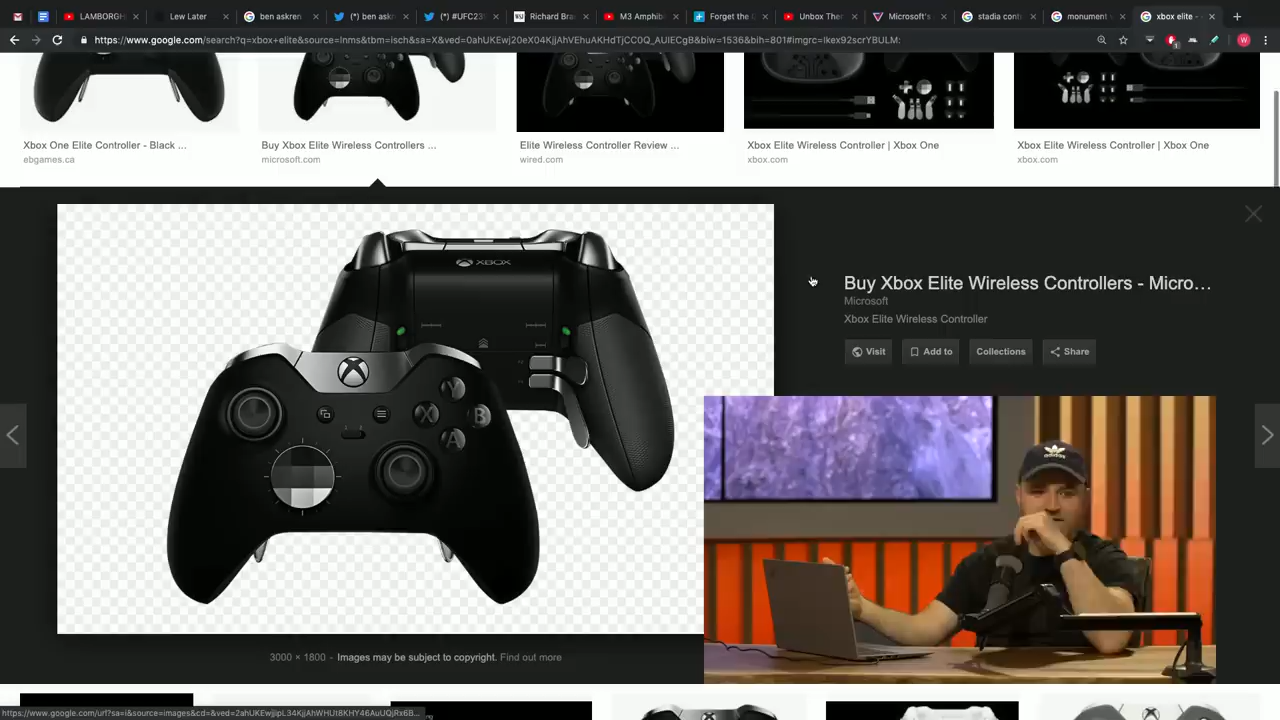 LAMBORGH
Lew Later
ben askren
(*) ben askr
(*) #UFC23
Richard Bra
M3 Amphib
Forget the
Unbox Ther
Microsoft's
stadia cont
monument
xbox elite -
https://www.google.com/search?q=xbox+elite&source=lnms&tbm=isch&sa=X&ved=0ahUKEwj20eX04KjjAhVEhuAKHdTjCC0Q_AUIECgB&biw=1536&bih=801#imgrc=Ikex92scrYBULM:
Xbox One Elite Controller - Black ...
ebgames.ca
Buy Xbox Elite Wireless Controllers ...
microsoft.com
Elite Wireless Controller Review ...
wired.com
Xbox Elite Wireless Controller | Xbox One
xbox.com
Xbox Elite Wireless Controller | Xbox One
xbox.com
XBOX
Y
X
B
A
Buy Xbox Elite Wireless Controllers - Micro...
Microsoft
Xbox Elite Wireless Controller
Visit
Add to
Collections
Share
adidas
3000 × 1800 - Images may be subject to copyright. Find out more